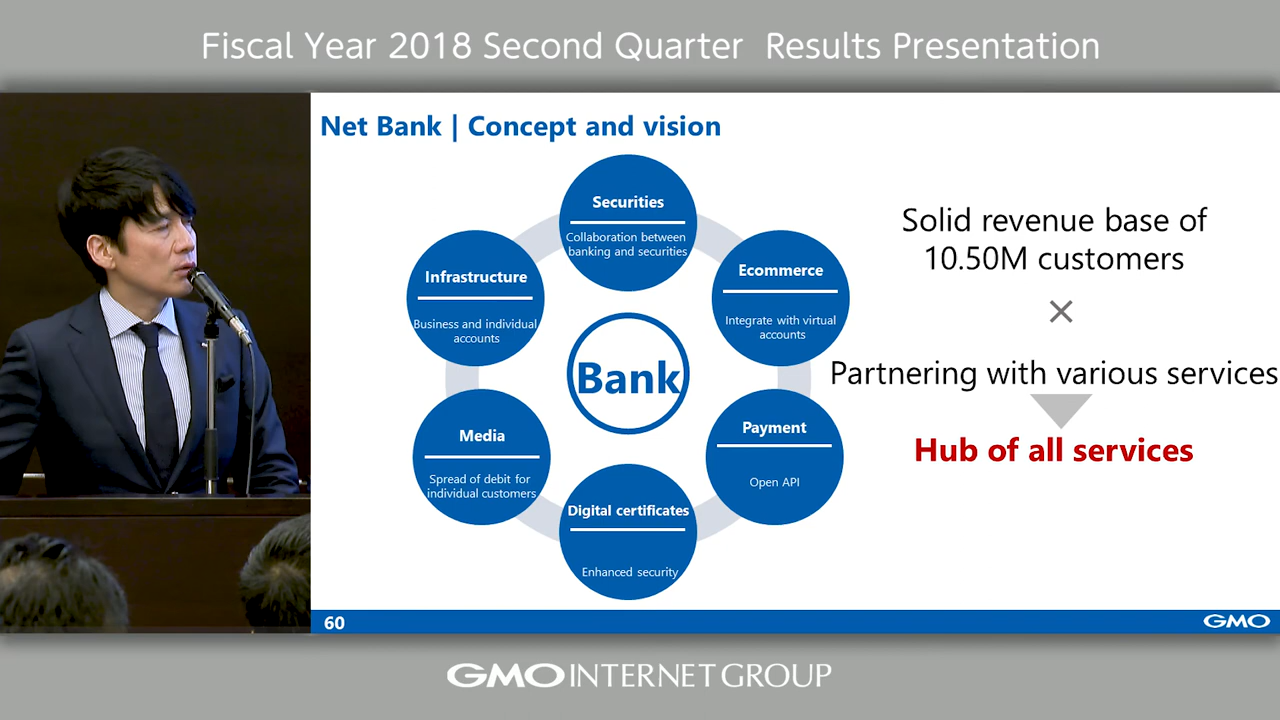 Fiscal Year 2018 Second Quarter Results Presentation
Net Bank | Concept and vision
Securities
Collaboration between
banking and securities
Infrastructure
Business and individual
accounts
Ecommerce
Integrate with virtual
accounts
Bank
Media
Spread of debit for
individual customers
Payment
Open API
Digital certificates
Enhanced security
Solid revenue base of
10.50M customers
×
Partnering with various services
Hub of all services
60
GMO
GMO INTERNET GROUP